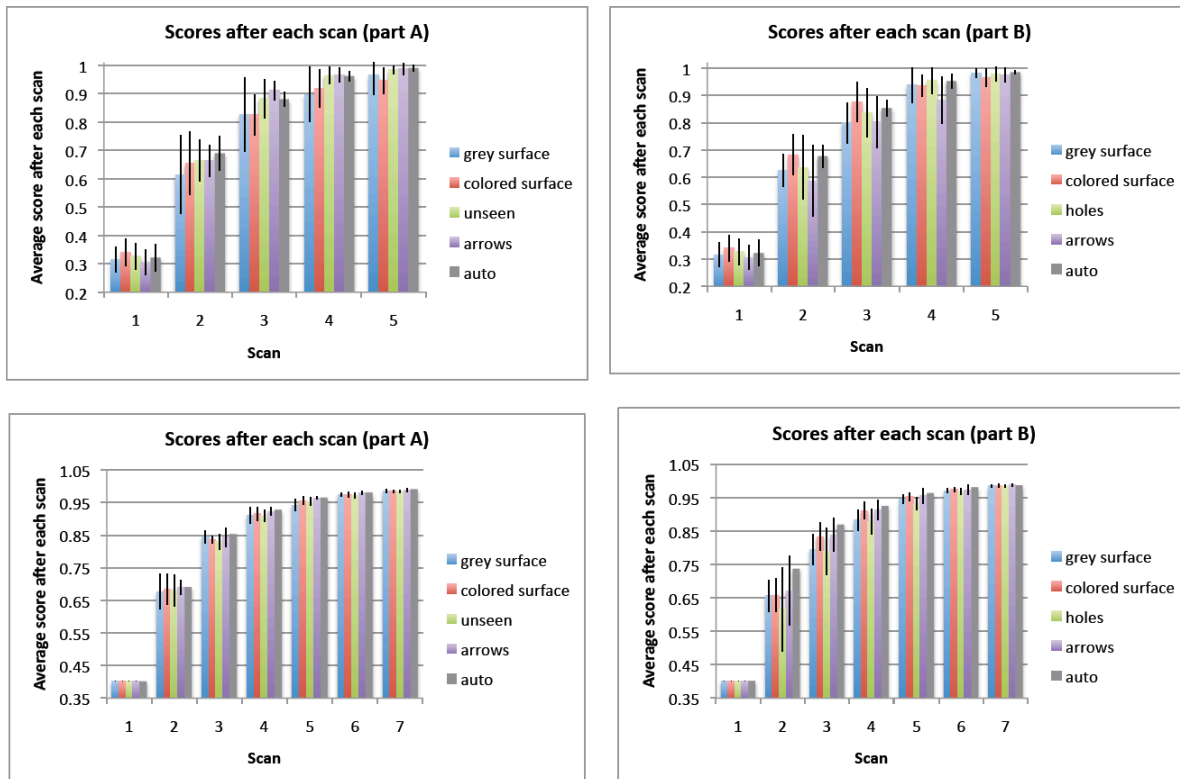 Scores after each scan (part A)
Average score after each scan
1
0.9
0.8
0.7
0.6
0.5
0.4
0.3
0.2
1 2 3 4 5
Scan
grey surface
colored surface
unseen
arrows
auto
Scores after each scan (part B)
Average score after each scan
1
0.9
0.8
0.7
0.6
0.5
0.4
0.3
0.2
1 2 3 4 5
Scan
grey surface
colored surface
holes
arrows
auto
Scores after each scan (part A)
Average score after each scan
1.05
0.95
0.85
0.75
0.65
0.55
0.45
0.35
1 2 3 4 5 6 7
Scan
grey surface
colored surface
unseen
arrows
auto
Scores after each scan (part B)
Average score after each scan
1.05
0.95
0.85
0.75
0.65
0.55
0.45
0.35
1 2 3 4 5 6 7
Scan
grey surface
colored surface
holes
arrows
auto